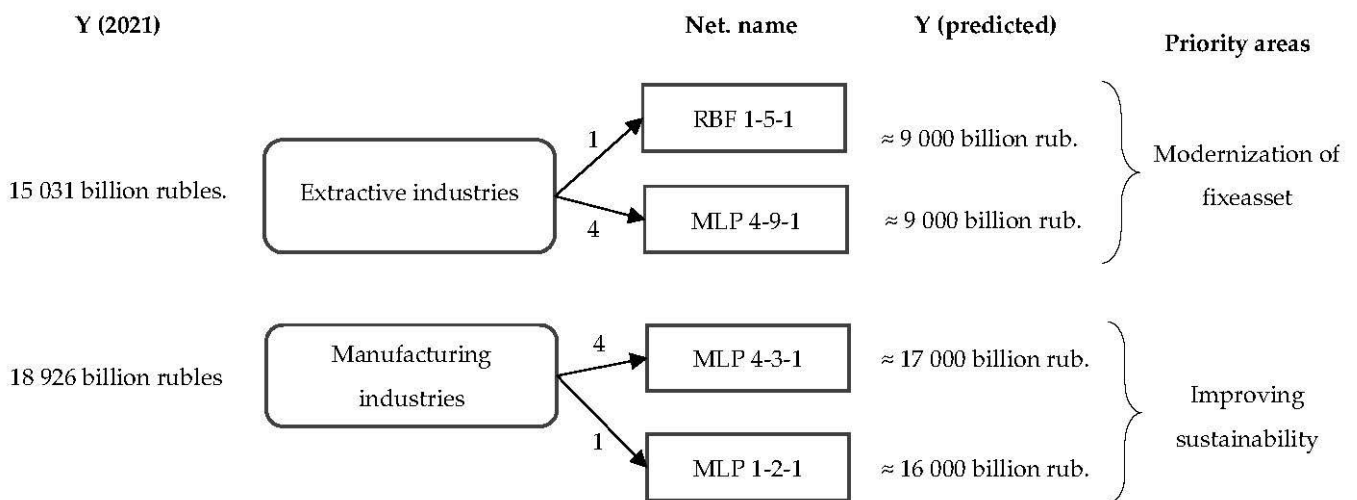 Y (2021)
Net. name
Y (predicted)
Priority areas
RBF 1-5-1
1
≈ 9 000 billion rub.
15 031 billion rubles.
Extractive industries
Modernization of
fixeasset
4
MLP 4-9-1
≈ 9 000 billion rub.
18 926 billion rubles
Manufacturing
industries
4
MLP 4-3-1
≈ 17 000 billion rub.
Improving
sustainability
1
MLP 1-2-1
≈ 16 000 billion rub.